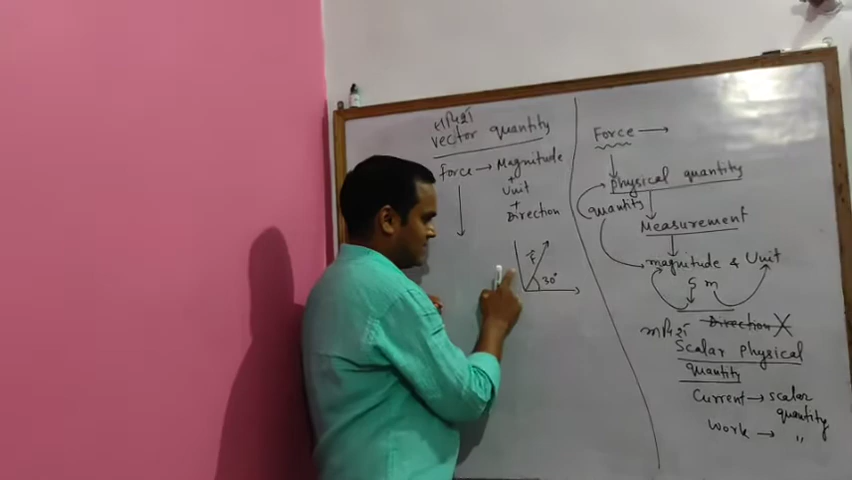 vector quantity
Force → Magnitude
+
Unit
+
Direction
F
30°
Force →
physical quantity
quantity
Measurement
magnitude & Unit
5 m
Direction X
Scalar physical
quantity
Current → scalar
quantity
Work → "